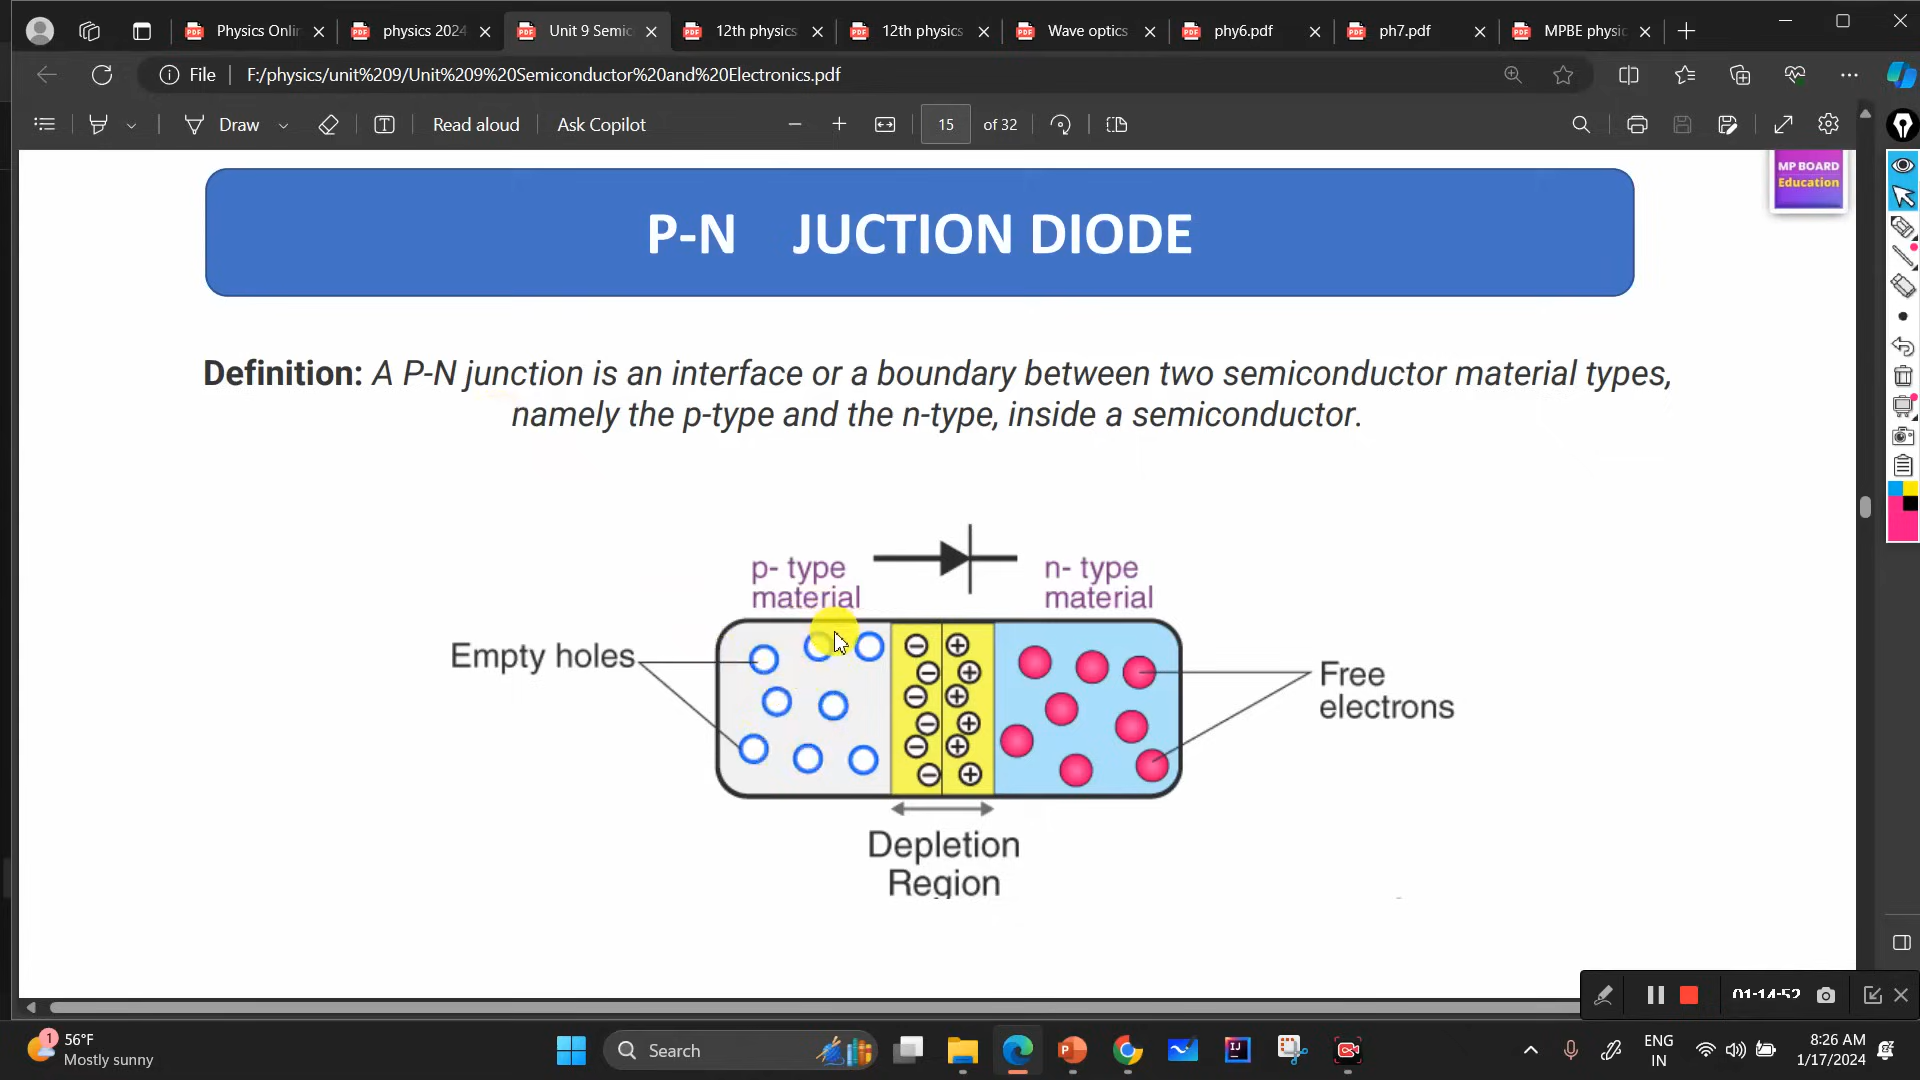 Physics Onlin
physics 2024
Unit 9 Semic
12th physics
12th physics
Wave optics
phy6.pdf
ph7.pdf
MPBE physic
File
F:/physics/unit%209/Unit%209%20Semiconductor%20and%20Electronics.pdf
Draw
Read aloud
Ask Copilot
15 of 32
MP BOARD
Education
P-N JUCTION DIODE
Definition: A P-N junction is an interface or a boundary between two semiconductor material types,
namely the p-type and the n-type, inside a semiconductor.
p- type
material
n- type
material
Empty holes
Free
electrons
Depletion
Region
01:14:52
1
56°F
Mostly sunny
Search
ENG
IN
8:26 AM
1/17/2024